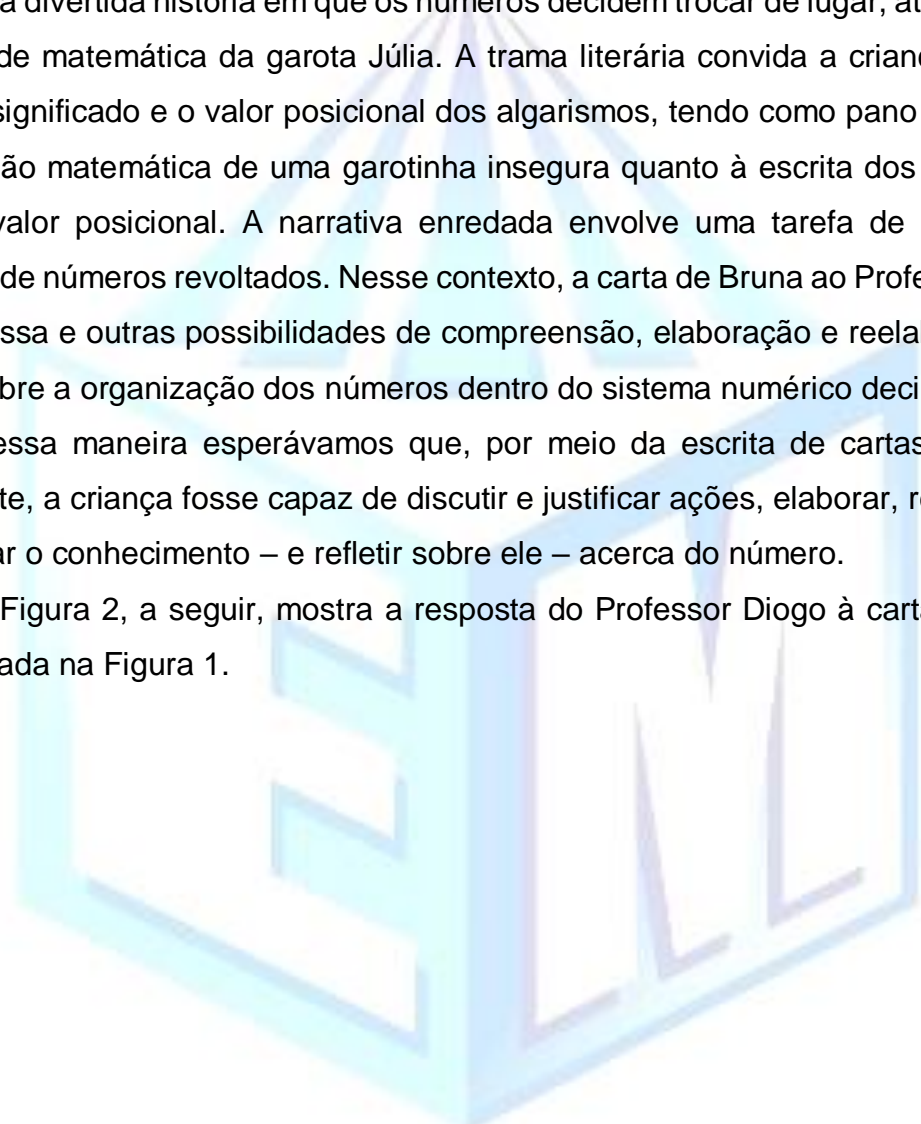 a divertida história em que os números decidem trocar de lugar, at
de matemática da garota Júlia. A trama literária convida a crian
significado e o valor posicional dos algarismos, tendo como pano
ão matemática de uma garotinha insegura quanto à escrita dos
valor posicional. A narrativa enredada envolve uma tarefa de
de números revoltados. Nesse contexto, a carta de Bruna ao Profe
ssa e outras possibilidades de compreensão, elaboração e reela
bre a organização dos números dentro do sistema numérico deci
essa maneira esperávamos que, por meio da escrita de cartas
te, a criança fosse capaz de discutir e justificar ações, elaborar, r
ar o conhecimento – e refletir sobre ele – acerca do número.
Figura 2, a seguir, mostra a resposta do Professor Diogo à cart
ada na Figura 1.
EM